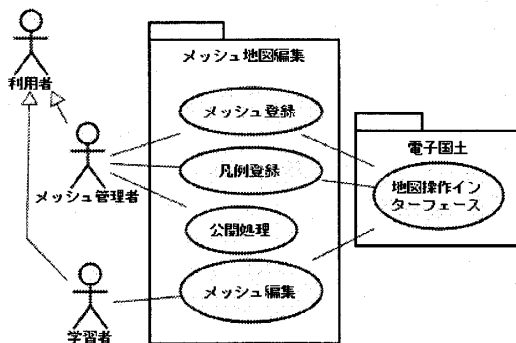 利用者
メッシュ管理者
学習者
メッシュ地図編集
メッシュ登録
凡例登録
公開処理
メッシュ編集
電子国土
地図操作イン
ターフェース